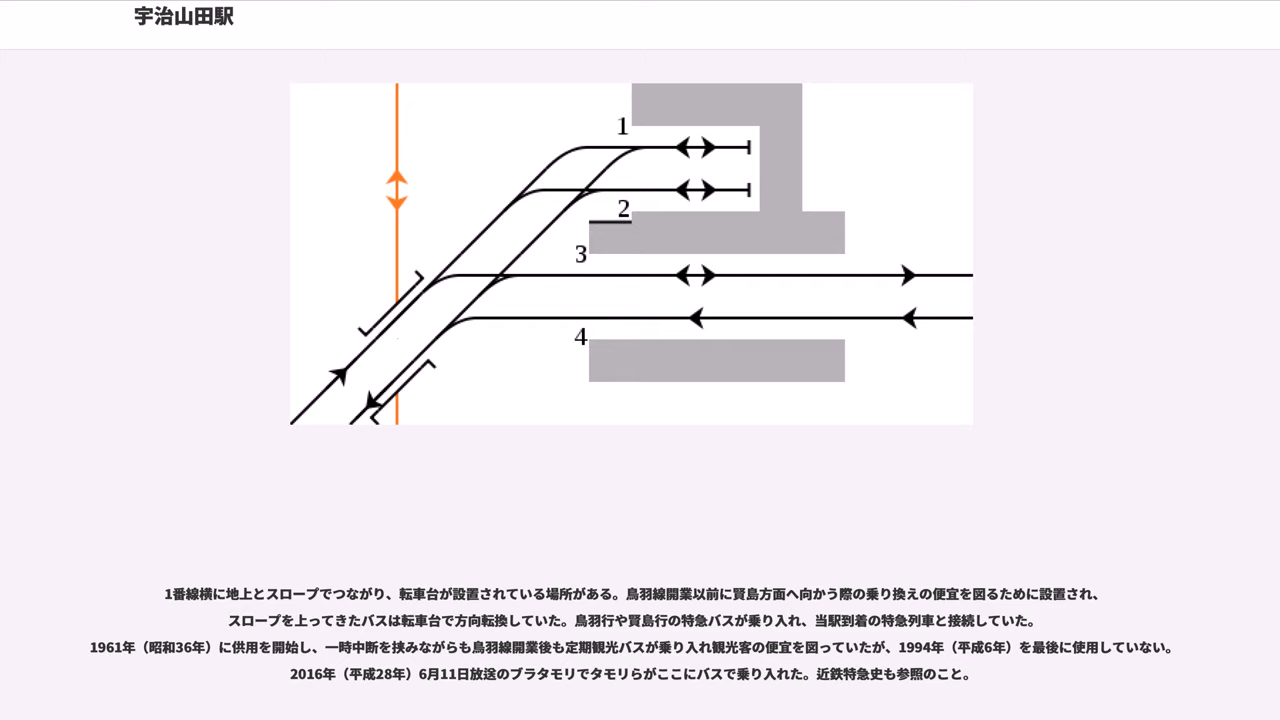 宇治山田駅
1
2
3
4
1番線横に地上とスロープでつながり、転車台が設置されている場所がある。鳥羽線開業以前に賢島方面へ向かう際の乗り換えの便宜を図るために設置され、
スロープを上ってきたバスは転車台で方向転換していた。鳥羽行や賢島行の特急バスが乗り入れ、当駅到着の特急列車と接続していた。
1961年（昭和36年）に供用を開始し、一時中断を挟みながらも鳥羽線開業後も定期観光バスが乗り入れ観光客の便宜を図っていたが、1994年（平成6年）を最後に使用していない。
2016年（平成28年）6月11日放送のブラタモリでタモリらがここにバスで乗り入れた。近鉄特急史も参照のこと。